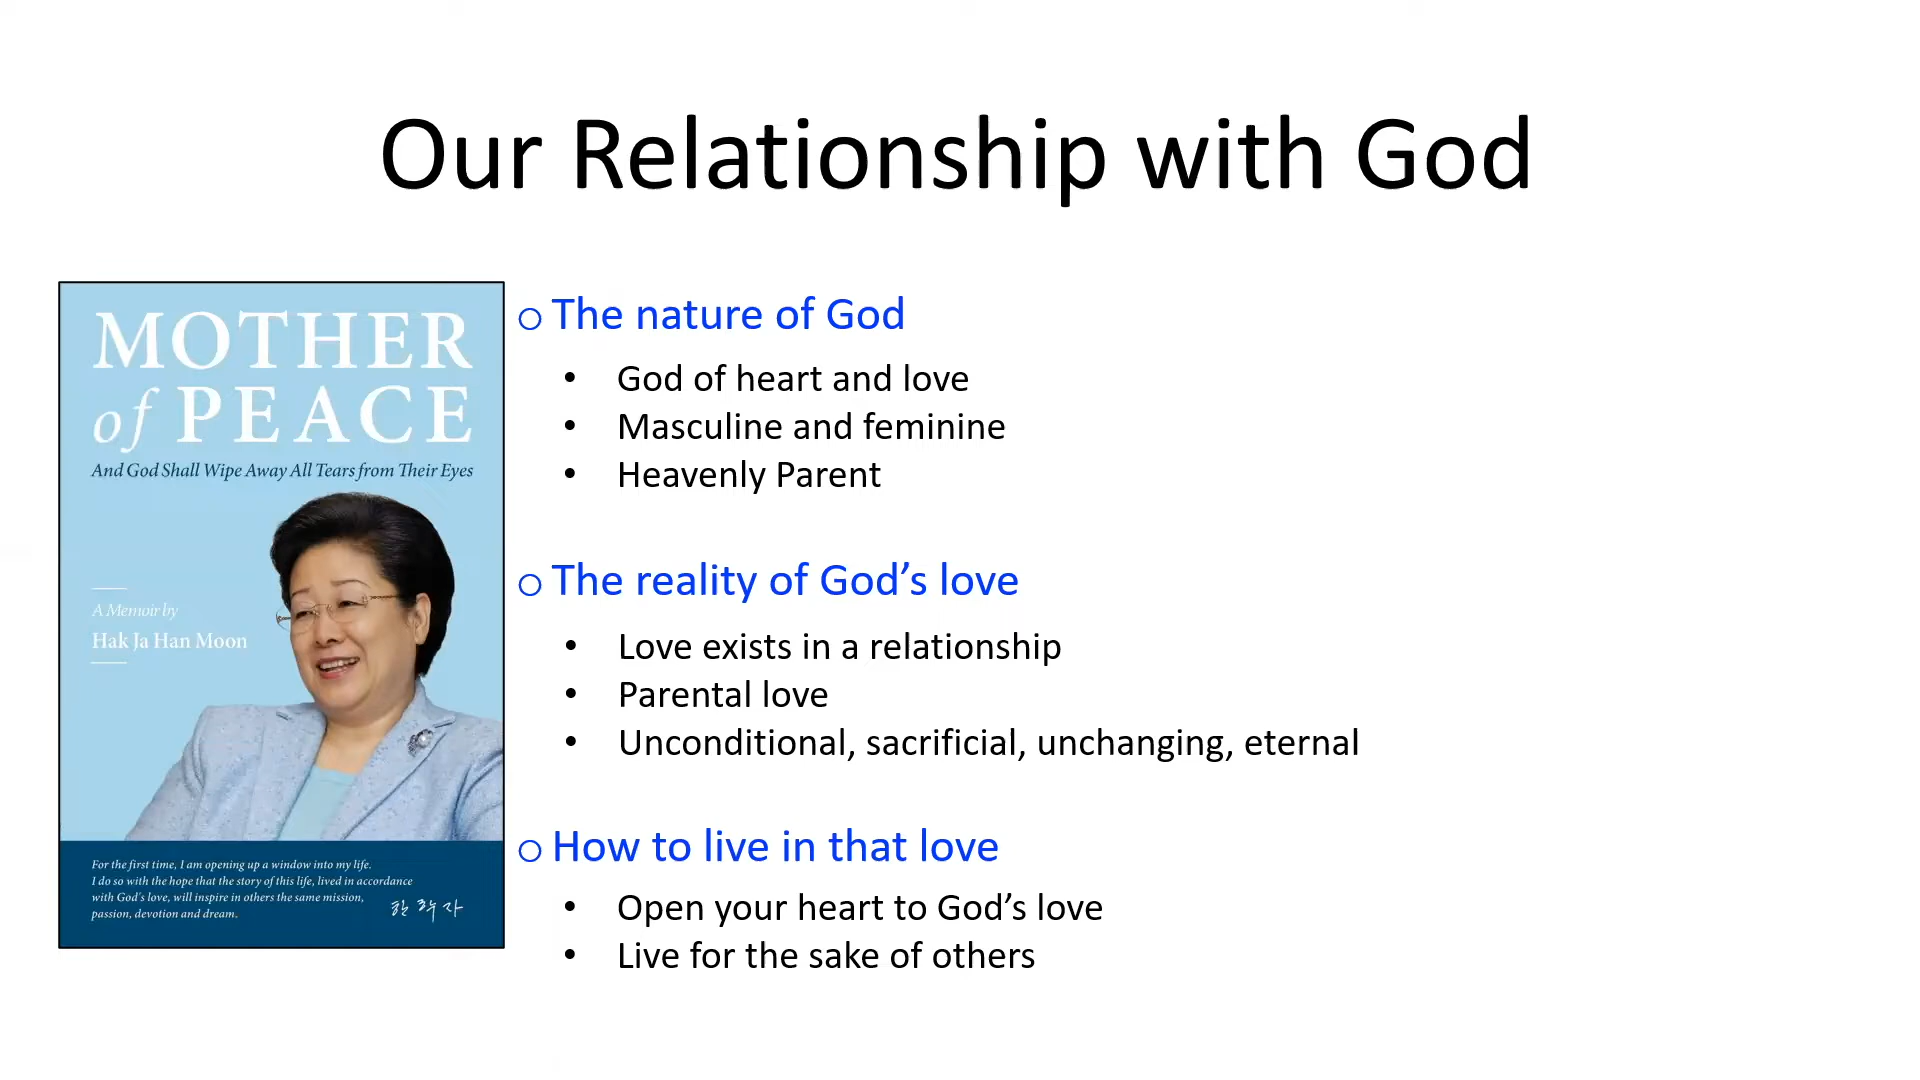 Our Relationship with God
MOTHER
of PEACE
And God Shall Wipe Away All Tears from Their Eyes
A Memoir by
Hak Ja Han Moon
For the first time, I am opening up a window into my life.
I do so with the hope that the story of this life, lived in accordance
with God's love, will inspire in others the same mission,
passion, devotion and dream.
한학자
o The nature of God
• God of heart and love
• Masculine and feminine
• Heavenly Parent
o The reality of God’s love
• Love exists in a relationship
• Parental love
• Unconditional, sacrificial, unchanging, eternal
o How to live in that love
• Open your heart to God’s love
• Live for the sake of others